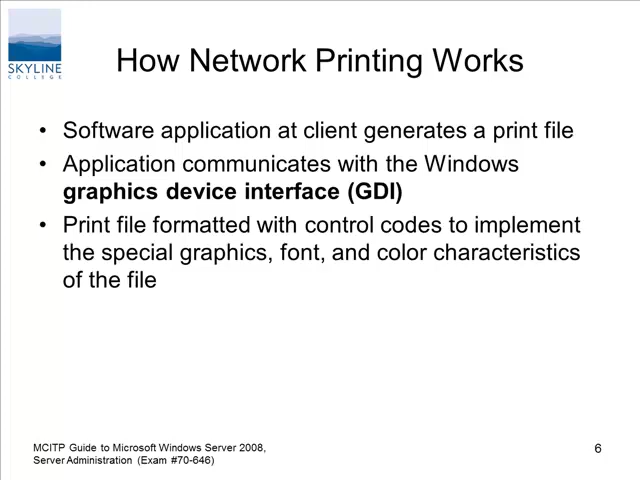 SKYLINE
COLLEGE
How Network Printing Works
• Software application at client generates a print file
• Application communicates with the Windows
graphics device interface (GDI)
• Print file formatted with control codes to implement
the special graphics, font, and color characteristics
of the file
MCITP Guide to Microsoft Windows Server 2008,
Server Administration (Exam #70-646)
6